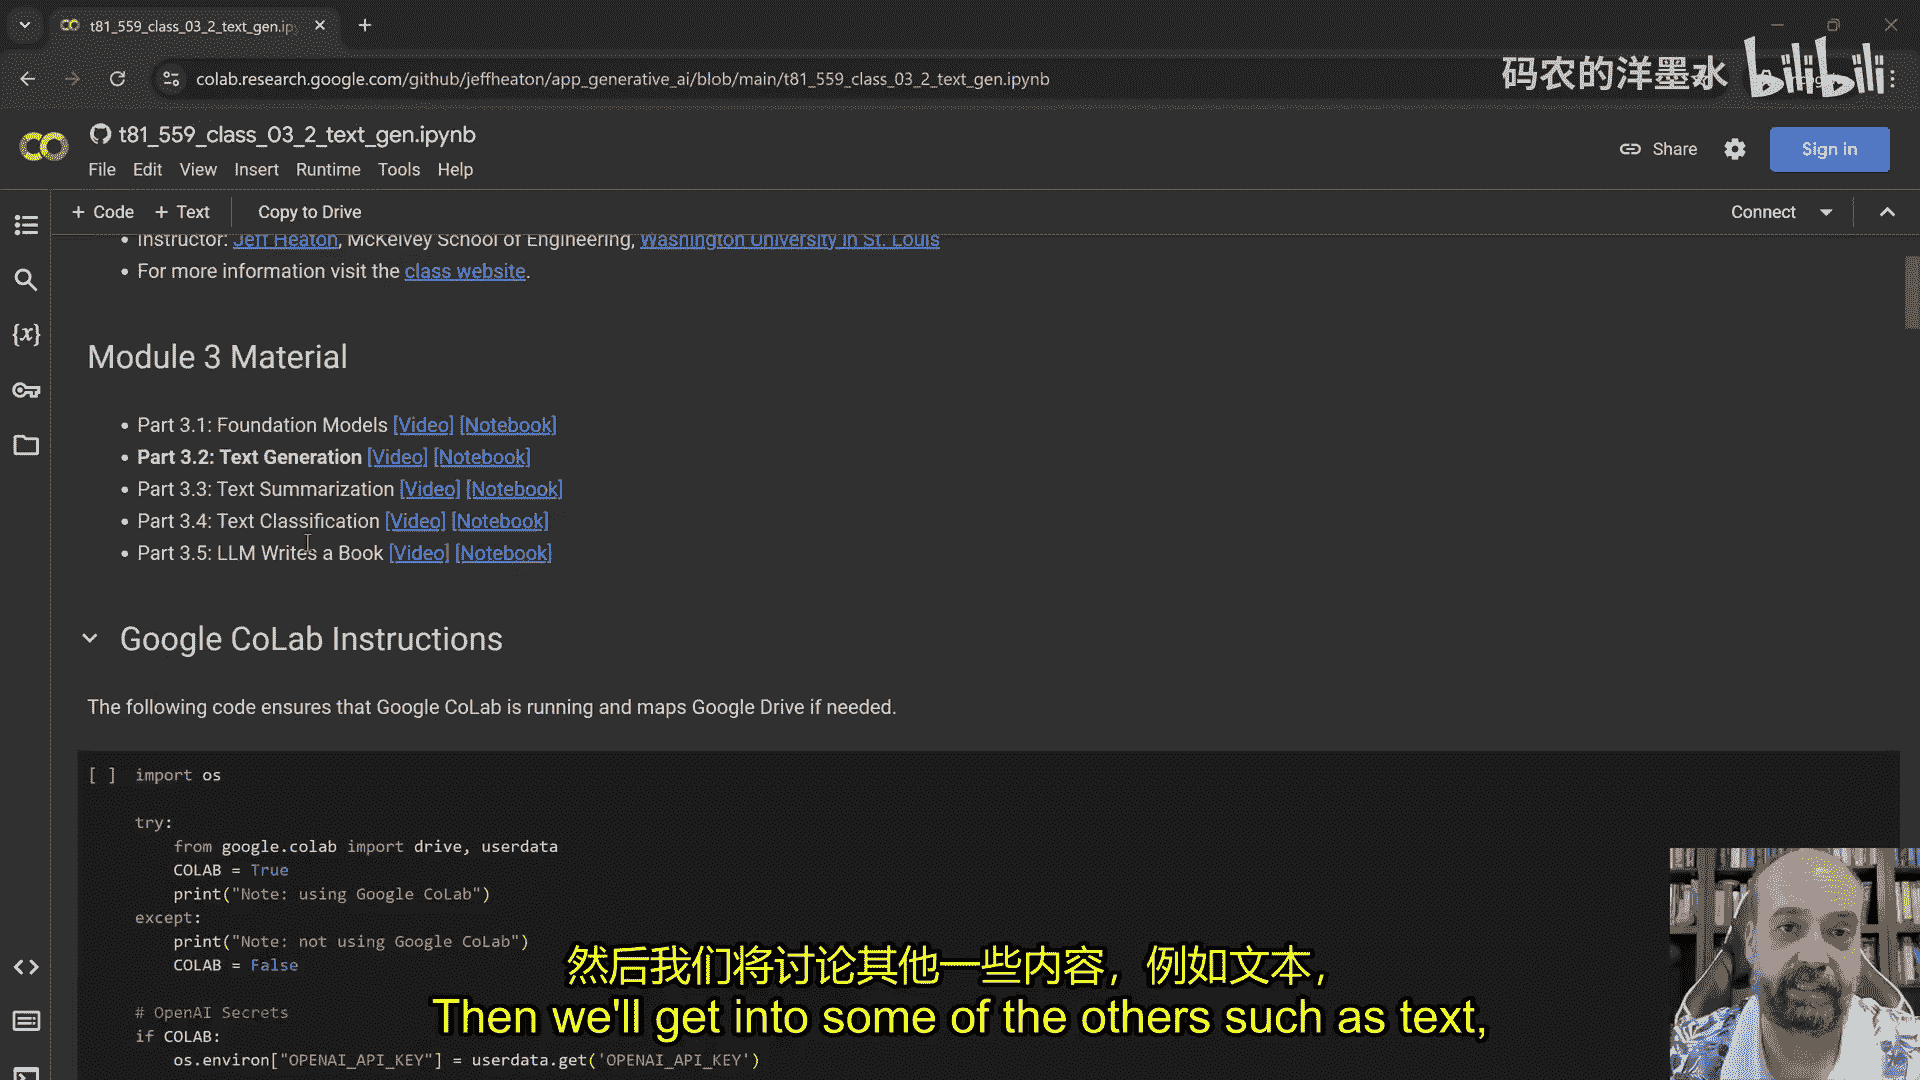 t81_559_class_03_2_text_gen.ip
colab.research.google.com/github/jeffheaton/app_generative_ai/blob/main/t81_559_class_03_2_text_gen.ipynb
码农的洋墨水 bilibili
t81_559_class_03_2_text_gen.ipynb
Share
Sign in
File Edit View Insert Runtime Tools Help
+ Code + Text Copy to Drive
Connect
• Instructor: Jeff Heaton, McKelvey School of Engineering, Washington University in St. Louis
• For more information visit the class website.
Module 3 Material
• Part 3.1: Foundation Models [Video] [Notebook]
• Part 3.2: Text Generation [Video] [Notebook]
• Part 3.3: Text Summarization [Video] [Notebook]
• Part 3.4: Text Classification [Video] [Notebook]
• Part 3.5: LLM Writes a Book [Video] [Notebook]
Google CoLab Instructions
The following code ensures that Google CoLab is running and maps Google Drive if needed.
[ ] import os
try:
from google.colab import drive, userdata
COLAB = True
print("Note: using Google CoLab")
except:
print("Note: not using Google CoLab")
COLAB = False
# OpenAI Secrets
if COLAB:
os.environ["OPENAI_API_KEY"] = userdata.get('OPENAI_API_KEY')
然后我们将讨论其他一些内容，例如文本，
Then we'll get into some of the others such as text,